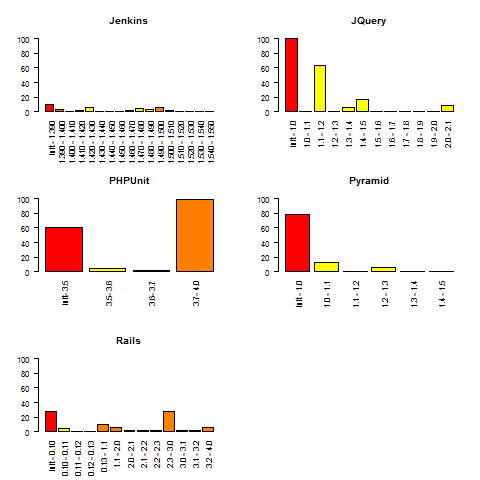 Jenkins
100
80
60
40
20
0
Init - 1.390
1.390 - 1.400
1.400 - 1.410
1.410 - 1.420
1.420 - 1.430
1.430 - 1.440
1.440 - 1.450
1.450 - 1.460
1.460 - 1.470
1.470 - 1.480
1.480 - 1.490
1.490 - 1.500
1.500 - 1.510
1.510 - 1.520
1.520 - 1.530
1.530 - 1.540
1.540 - 1.550
JQuery
100
80
60
40
20
0
Init - 1.0
1.0 - 1.1
1.1 - 1.2
1.2 - 1.3
1.3 - 1.4
1.4 - 1.5
1.5 - 1.6
1.6 - 1.7
1.7 - 1.8
1.8 - 1.9
1.9 - 2.0
2.0 - 2.1
PHPUnit
100
80
60
40
20
0
Init - 3.5
3.5 - 3.6
3.6 - 3.7
3.7 - 4.0
Pyramid
100
80
60
40
20
0
Init - 1.0
1.0 - 1.1
1.1 - 1.2
1.2 - 1.3
1.3 - 1.4
1.4 - 1.5
Rails
100
80
60
40
20
0
Init - 0.10
0.10 - 0.11
0.11 - 0.12
0.12 - 0.13
0.13 - 1.1
1.1 - 2.0
2.0 - 2.1
2.1 - 2.2
2.2 - 2.3
2.3 - 3.0
3.0 - 3.1
3.1 - 3.2
3.2 - 4.0